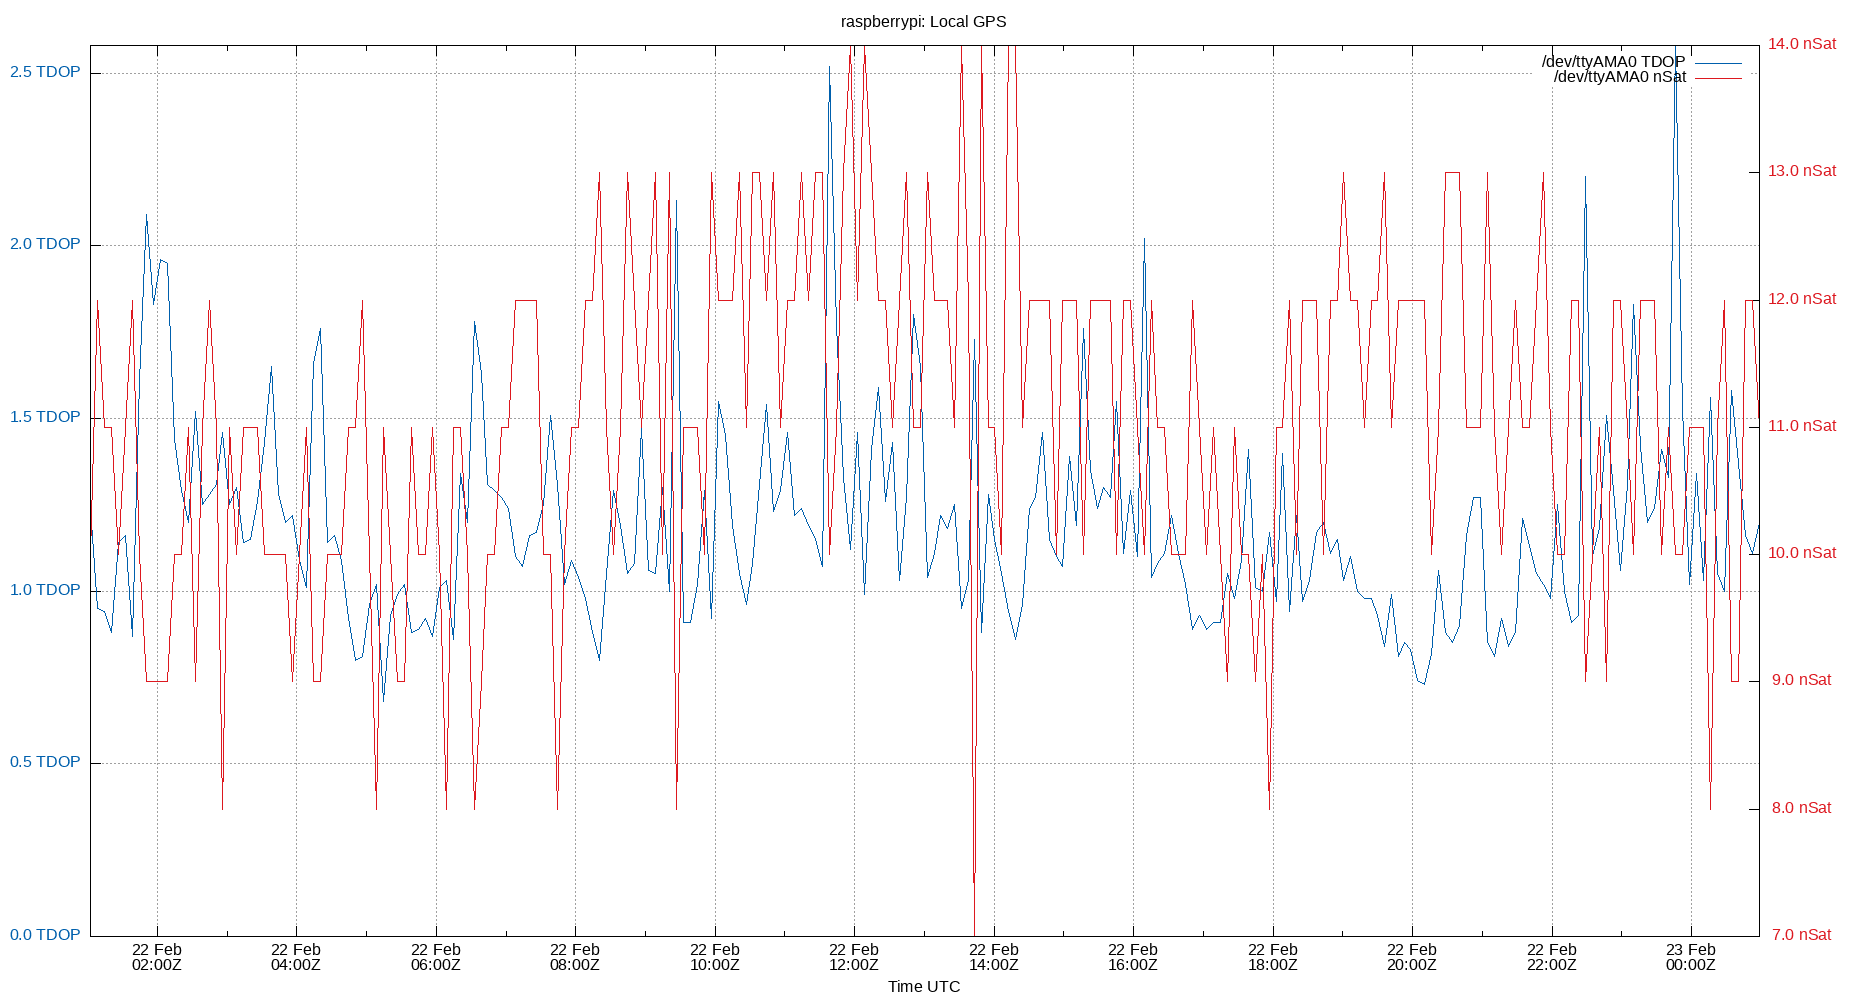 raspberrypi: Local GPS
14.0 nSat
/dev/ttyAMA0 TDOP
2.5 TDOP
/dev/ttyAMA0 nSat
13.0 nSat
2.0 TDOP
12.0 nSat
1.5 TDOP
11.0 nSat
10.0 nSat
1.0 TDOP
9.0 nSat
0.5 TDOP
8.0 nSat
0.0 TDOP
7.0 nSat
22 Feb 22 Feb 22 Feb 22 Feb 22 Feb 22 Feb 22 Feb 22 Feb 22 Feb 22 Feb 22 Feb 23 Feb
02:00Z 04:00Z 06:00Z 08:00Z 10:00Z 12:00Z 14:00Z 16:00Z 18:00Z 20:00Z 22:00Z 00:00Z
Time UTC